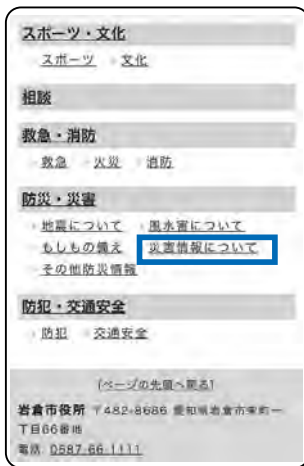 スポーツ・文化
スポーツ 文化
相談
救急・消防
救急 火災 消防
防災・災害
地震について 風水害について
もしもの備え 災害情報について
その他防災情報
防犯・交通安全
防犯 交通安全
[ページの先頭へ戻る]
岩倉市役所 〒482-8686 愛知県岩倉市栄町一
丁目66番地
電話 0587-66-1111